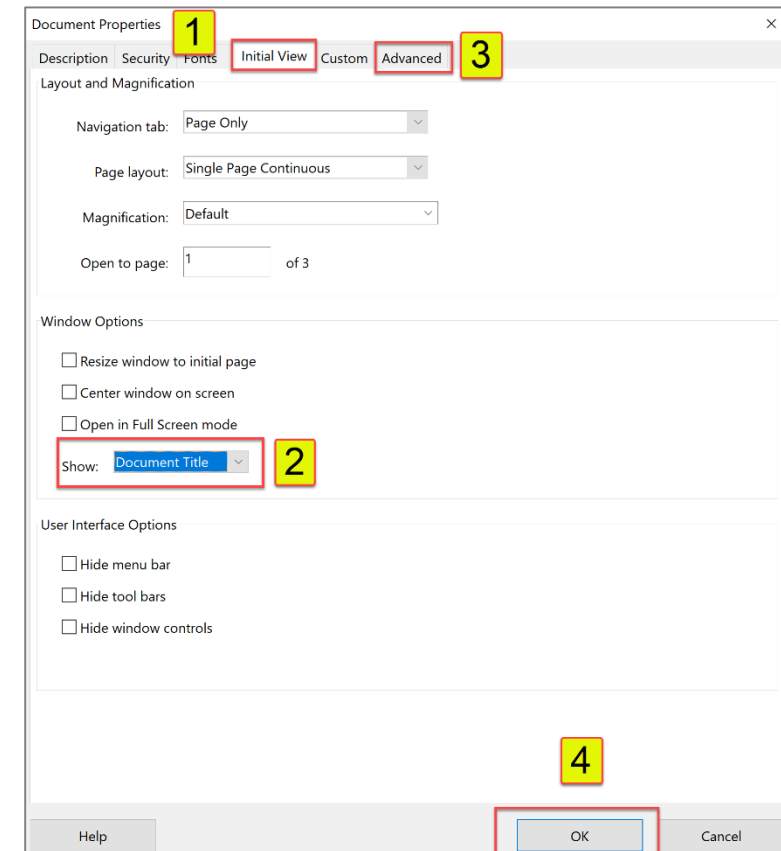 Document Properties 1 ×
Description Security Fonts Initial View Custom Advanced 3
Layout and Magnification
Navigation tab: Page Only
Page layout: Single Page Continuous
Magnification: Default
Open to page: 1 of 3
Window Options
Resize window to initial page
Center window on screen
Open in Full Screen mode
Show: Document Title 2
User Interface Options
Hide menu bar
Hide tool bars
Hide window controls
4
Help OK Cancel